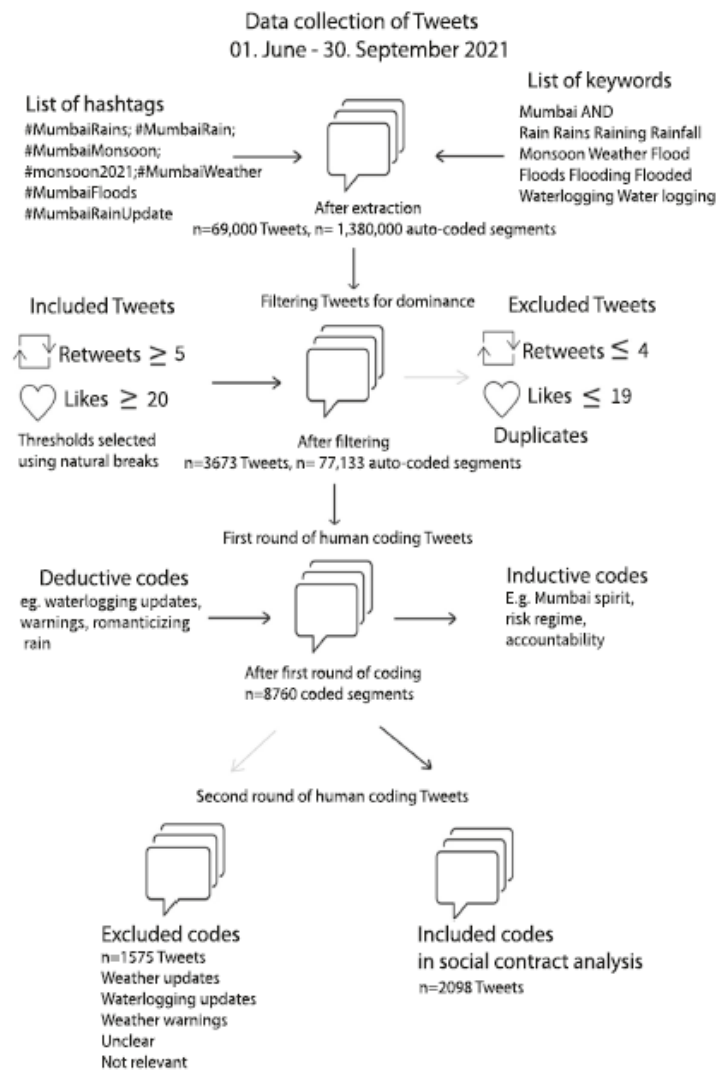 Data collection of Tweets
01. June - 30. September 2021
List of hashtags
#MumbaiRains; #MumbaiRain;
#MumbaiMonsoon;
#monsoon2021;#MumbaiWeather
#MumbaiFloods
#MumbaiRainUpdate
List of keywords
Mumbai AND
Rain Rains Raining Rainfall
Monsoon Weather Flood
Floods Flooding Flooded
Waterlogging Water logging
After extraction
n=69,000 Tweets, n= 1,380,000 auto-coded segments
Filtering Tweets for dominance
Included Tweets
Retweets ≥ 5
Likes ≥ 20
Thresholds selected
using natural breaks
Excluded Tweets
Retweets ≤ 4
Likes ≤ 19
Duplicates
After filtering
n=3673 Tweets, n= 77,133 auto-coded segments
First round of human coding Tweets
Deductive codes
eg. waterlogging updates,
warnings, romanticizing
rain
Inductive codes
E.g. Mumbai spirit,
risk regime,
accountability
After first round of coding
n=8760 coded segments
Second round of human coding Tweets
Excluded codes
n=1575 Tweets
Weather updates
Waterlogging updates
Weather warnings
Unclear
Not relevant
Included codes
in social contract analysis
n=2098 Tweets